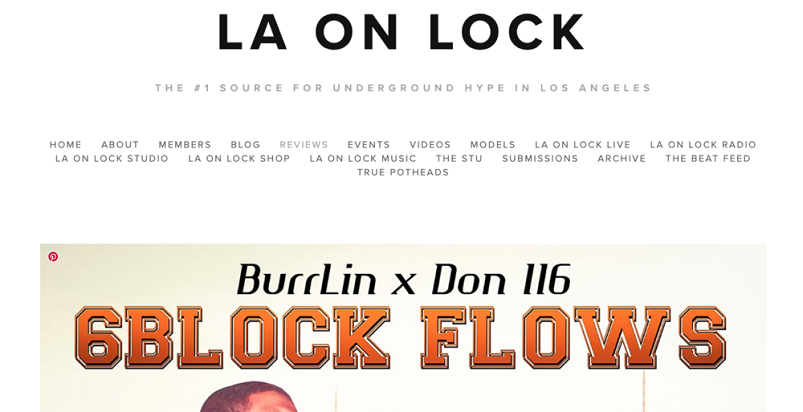 LA ON LOCK
THE #1 SOURCE FOR UNDERGROUND HYPE IN LOS ANGELES
HOME ABOUT MEMBERS BLOG REVIEWS EVENTS VIDEOS MODELS LA ON LOCK LIVE LA ON LOCK RADIO
LA ON LOCK STUDIO LA ON LOCK SHOP LA ON LOCK MUSIC THE STU SUBMISSIONS ARCHIVE THE BEAT FEED
TRUE POTHEADS
BurrLin x Don 116
6BLOCK FLOWS